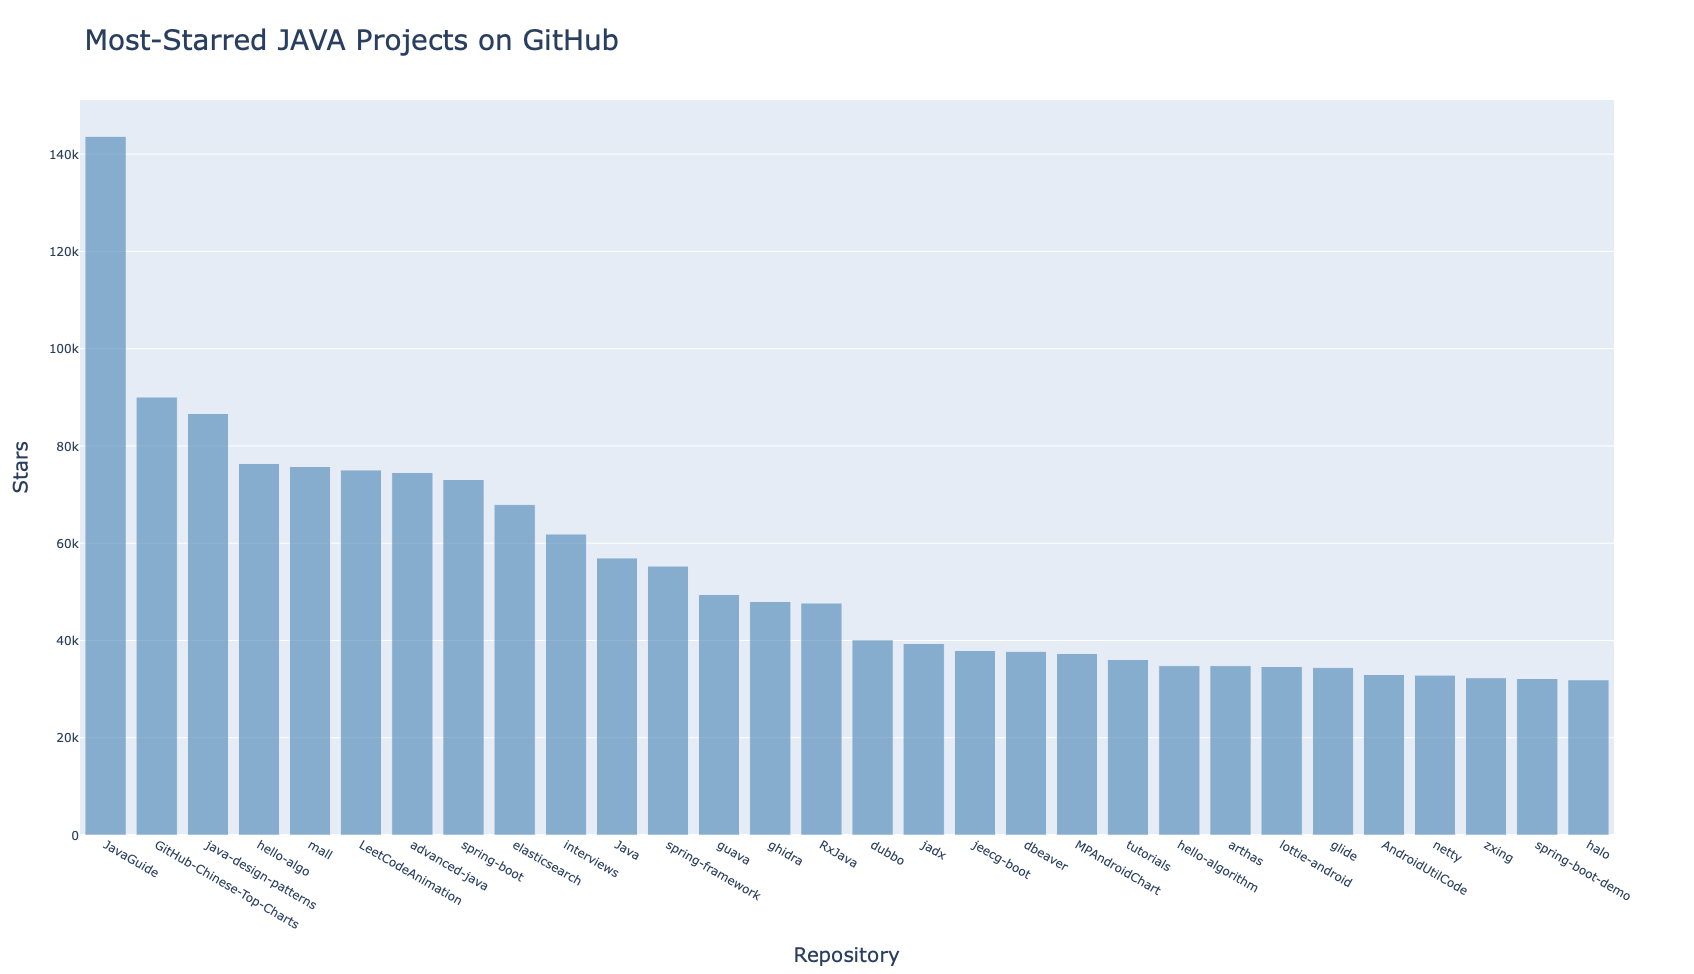 Most-Starred JAVA Projects on GitHub
Stars
140k
120k
100k
80k
60k
40k
20k
0
JavaGuide
GitHub-Chinese-Top-Charts
java-design-patterns
hello-algo
mall
LeetCodeAnimation
advanced-java
spring-boot
elasticsearch
interviews
Java
spring-framework
guava
ghidra
RxJava
dubbo
jadx
jeecg-boot
dbeaver
MPAndroidChart
tutorials
hello-algorithm
arthas
lottie-android
glide
AndroidUtilCode
netty
zxing
spring-boot-demo
halo
Repository